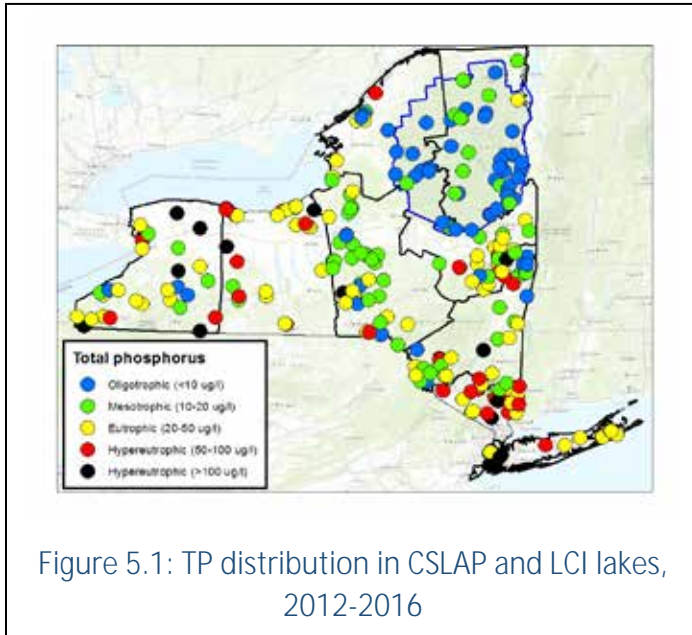 Total phosphorus
Oligotrophic (<10 ug/l)
Mesotrophic (10-20 ug/l)
Eutrophic (20-50 ug/l)
Hypereutrophic (50-100 ug/l)
Hypereutrophic (>100 ug/l)
Figure 5.1: TP distribution in CSLAP and LCI lakes,
2012-2016